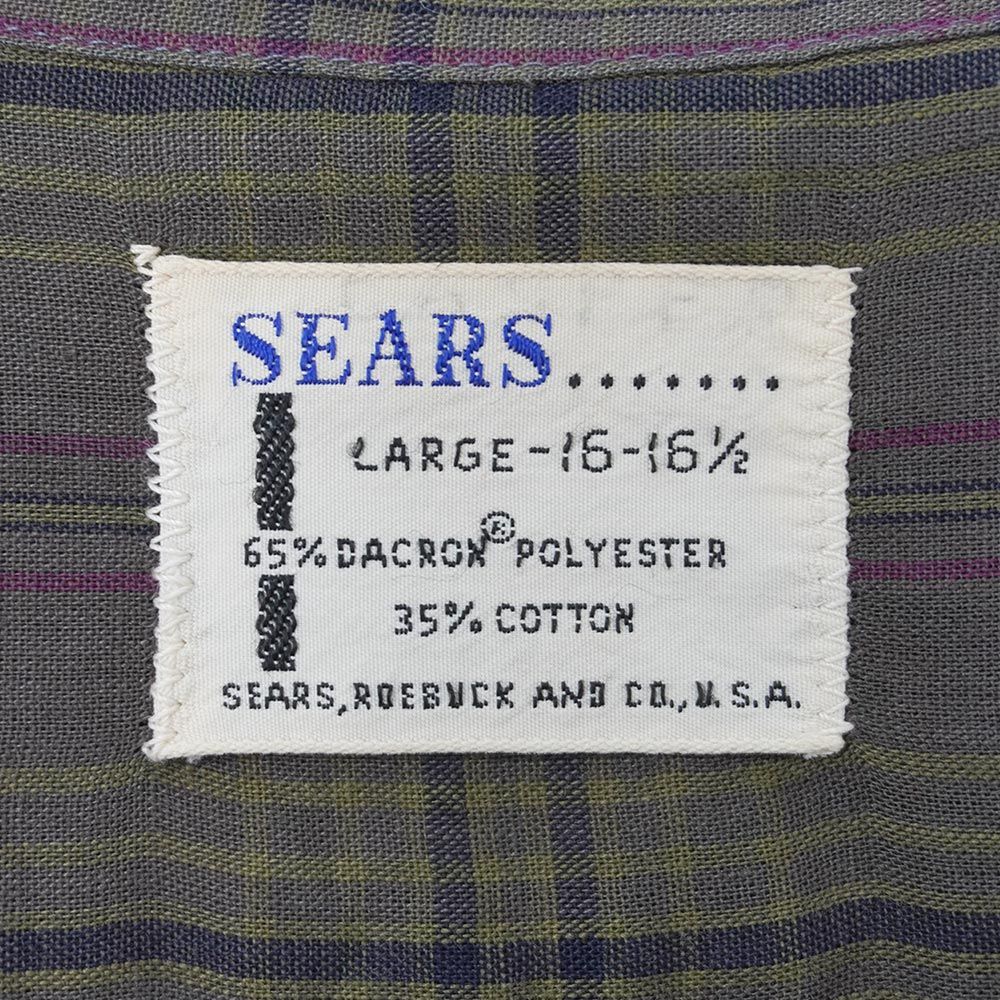 SEARS.......
LARGE-16-16½
65% DACRON® POLYESTER
35% COTTON
SEARS, ROEBUCK AND CO., U.S.A.